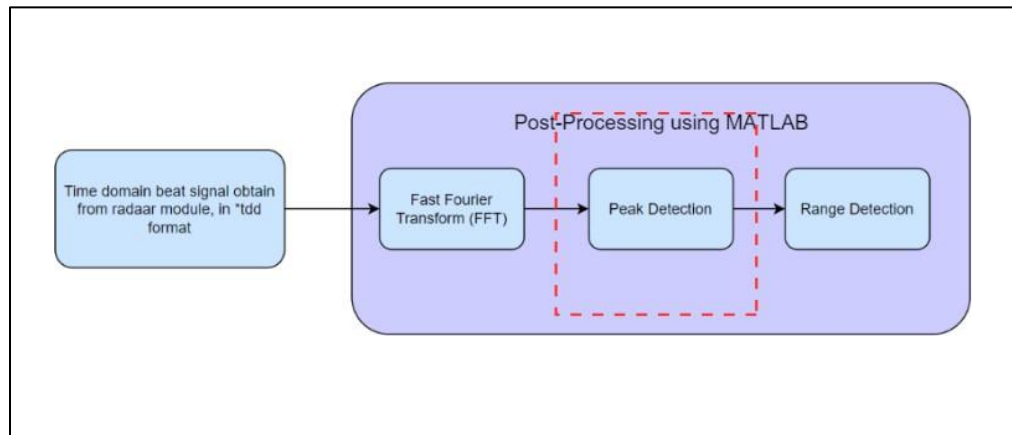 Post-Processing using MATLAB
Time domain beat signal obtain
from radaar module, in "tdd
format
Fast Fourier
Transform (FFT)
Peak Detection
Range Detection